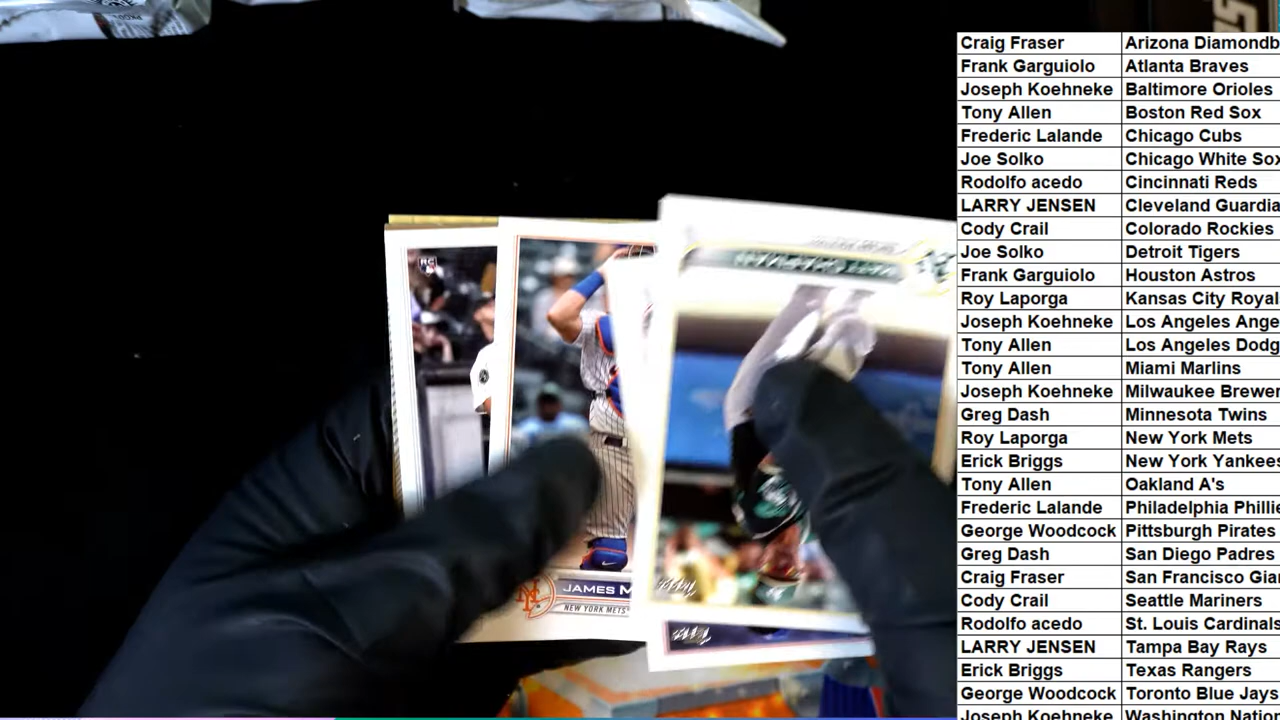 Craig Fraser Arizona Diamondb
Frank Garguiolo Atlanta Braves
Joseph Koehneke Baltimore Orioles
Tony Allen Boston Red Sox
Frederic Lalande Chicago Cubs
Joe Solko Chicago White Sox
Rodolfo acedo Cincinnati Reds
LARRY JENSEN Cleveland Guardia
Cody Crail Colorado Rockies
Joe Solko Detroit Tigers
Frank Garguiolo Houston Astros
Roy Laporga Kansas City Royal
Joseph Koehneke Los Angeles Ange
Tony Allen Los Angeles Dodg
Tony Allen Miami Marlins
Joseph Koehneke Milwaukee Brewer
Greg Dash Minnesota Twins
Roy Laporga New York Mets
Erick Briggs New York Yankees
Tony Allen Oakland A's
Frederic Lalande Philadelphia Phillie
George Woodcock Pittsburgh Pirates
Greg Dash San Diego Padres
Craig Fraser San Francisco Gia
Cody Crail Seattle Mariners
Rodolfo acedo St. Louis Cardinals
LARRY JENSEN Tampa Bay Rays
Erick Briggs Texas Rangers
George Woodcock Toronto Blue Jays
Joseph Koehneke Washington Nation
RC
JAMES M
NEW YORK METS